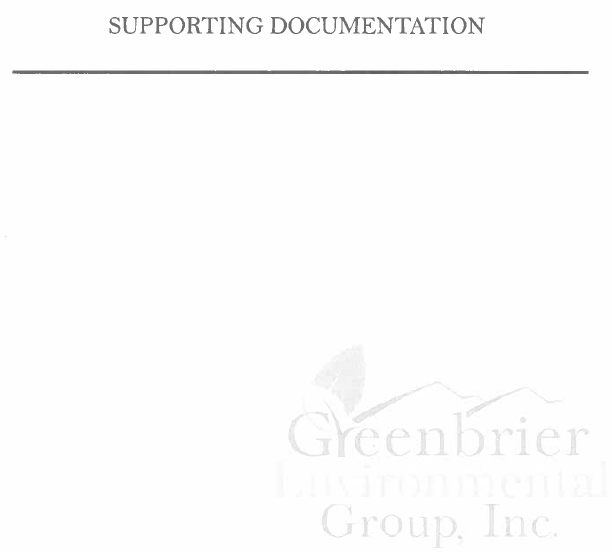 SUPPORTING DOCUMENTATION
Greenbrier
Environmental
Group, Inc.